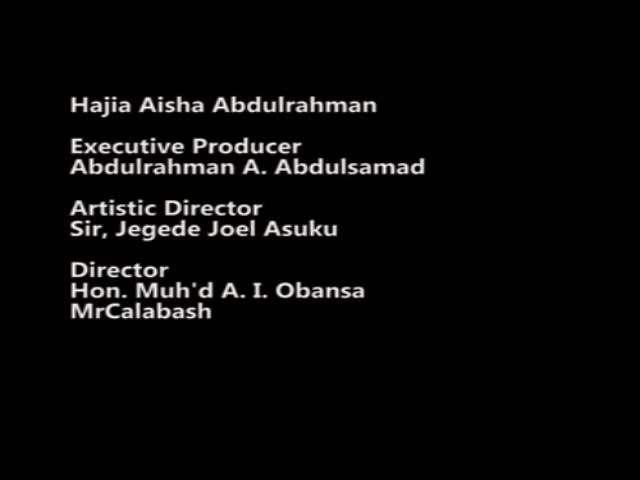 Hajia Aisha Abdulrahman
Executive Producer
Abdulrahman A. Abdulsamad
Artistic Director
Sir, Jegede Joel Asuku
Director
Hon. Muh'd A. I. Obansa
MrCalabash